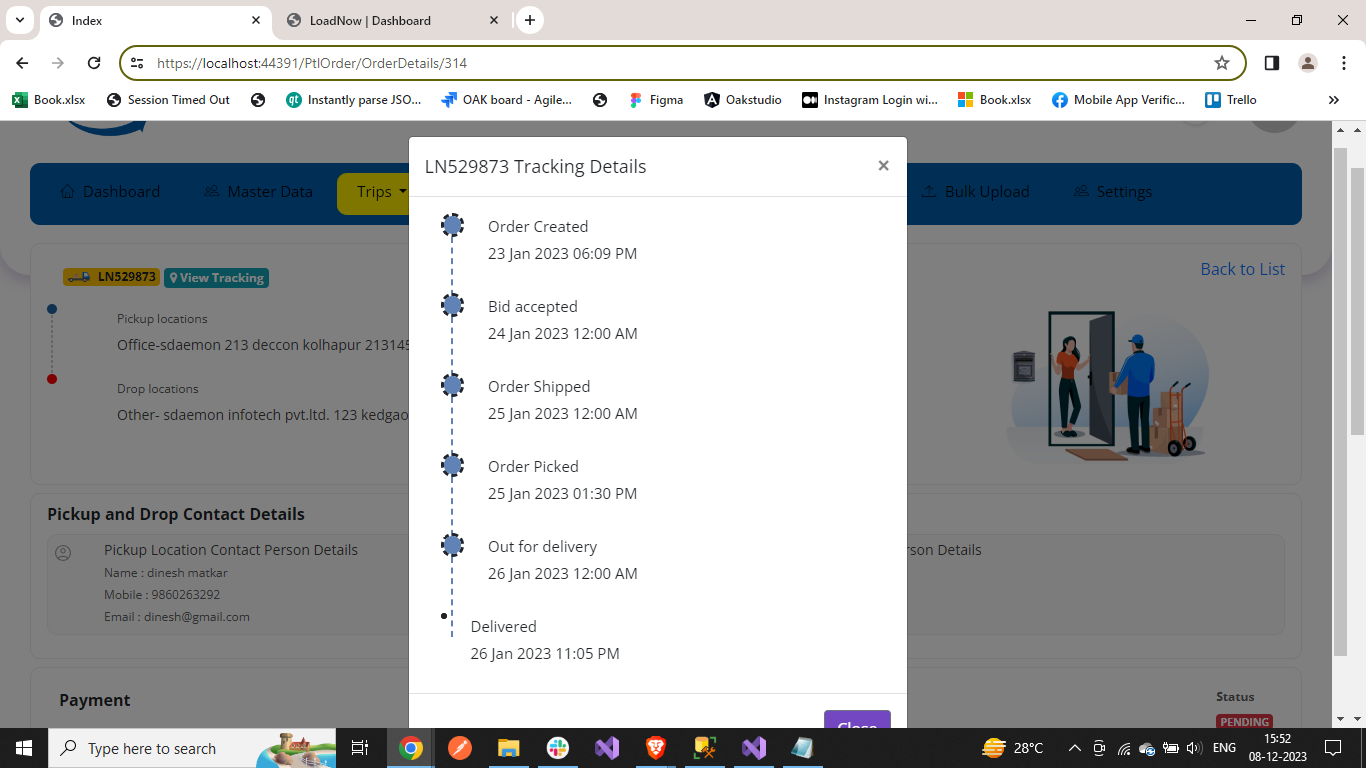 Index
LoadNow | Dashboard
https://localhost:44391/PtlOrder/OrderDetails/314
Book.xlsx
Session Timed Out
Instantly parse JSO...
OAK board - Agile...
Figma
Oakstudio
Instagram Login wi...
Book.xlsx
Mobile App Verific...
Trello
Dashboard
Master Data
Trips
Bulk Upload
Settings
LN529873
View Tracking
Back to List
Pickup locations
Office-sdaemon 213 deccon kolhapur 213145
Drop locations
Other- sdaemon infotech pvt.ltd. 123 kedgao
Pickup and Drop Contact Details
Pickup Location Contact Person Details
Name : dinesh matkar
Mobile : 9860263292
Email : dinesh@gmail.com
rson Details
Payment
Status
PENDING
LN529873 Tracking Details
×
Order Created
23 Jan 2023 06:09 PM
Bid accepted
24 Jan 2023 12:00 AM
Order Shipped
25 Jan 2023 12:00 AM
Order Picked
25 Jan 2023 01:30 PM
Out for delivery
26 Jan 2023 12:00 AM
Delivered
26 Jan 2023 11:05 PM
Close
Type here to search
28°C
ENG
15:52
08-12-2023